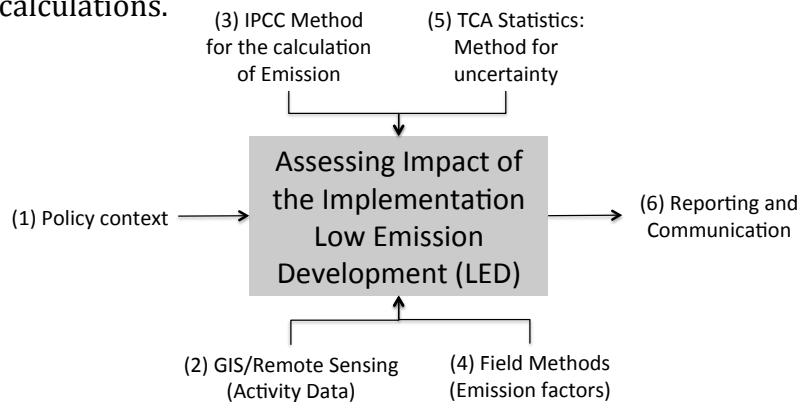 calculations.
(3) IPCC Method
for the calculation
of Emission
(5) TCA Statistics:
Method for
uncertainty
Assessing Impact of
the Implementation
Low Emission
Development (LED)
(1) Policy context
(6) Reporting and
Communication
(2) GIS/Remote Sensing
(Activity Data)
(4) Field Methods
(Emission factors)